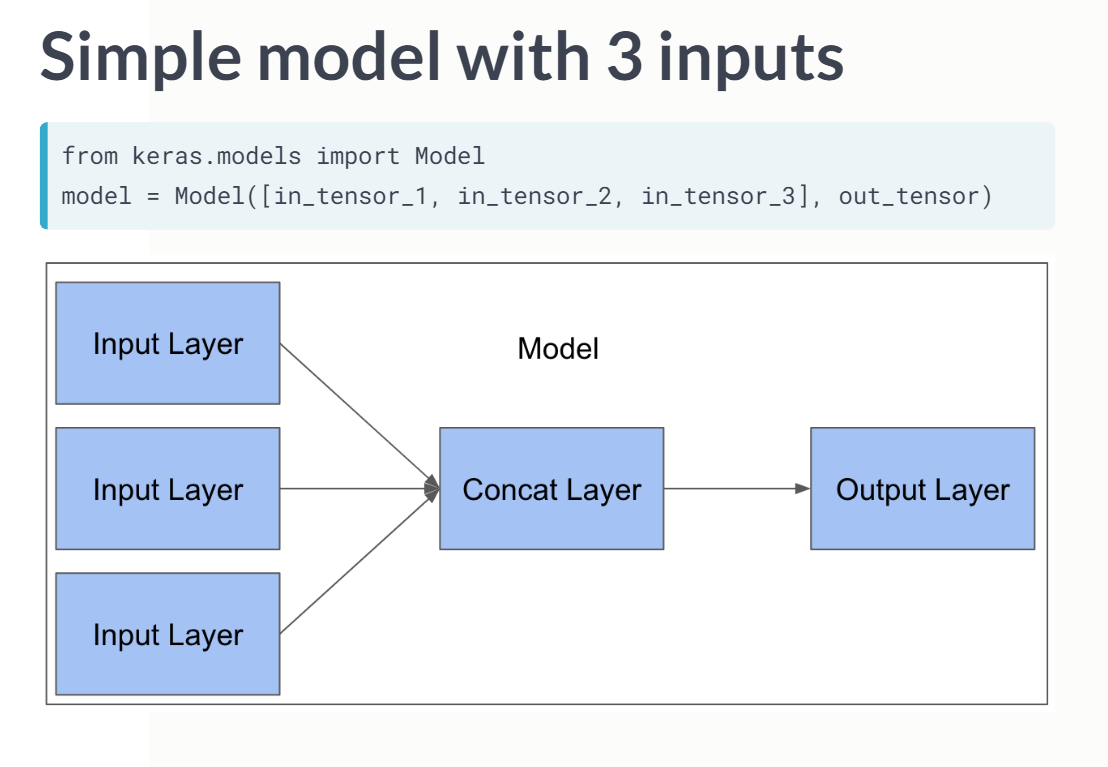 Simple model with 3 inputs
from keras.models import Model
model = Model([in_tensor_1, in_tensor_2, in_tensor_3], out_tensor)
Input Layer
Model
Input Layer
Concat Layer
Output Layer
Input Layer